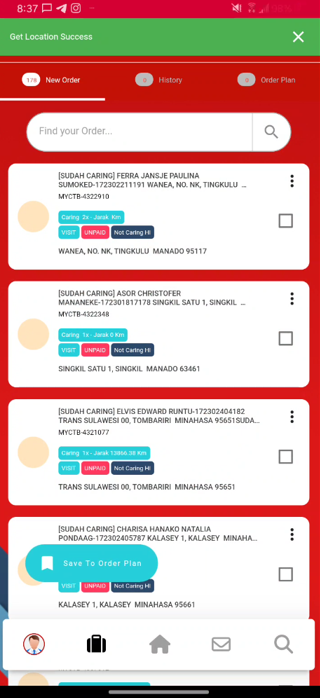 8:37
Get Location Success
178 New Order
0 History
0 Order Plan
Find your Order...
[SUDAH CARING] FERRA JANSJE PAULINA
SUMOKED-172302211191 WANEA, NO. NK, TINGKULU ...
MYCTB-4322910
Caring 2x - Jarak Km
VISIT UNPAID Not Caring HI
WANEA, NO. NK, TINGKULU MANADO 95117
[SUDAH CARING] ASOR CHRISTOFER
MANANEKE-172301817178 SINGKIL SATU 1, SINGKIL ...
MYCTB-4322348
Caring 1x - Jarak 0 Km
VISIT UNPAID Not Caring HI
SINGKIL SATU 1, SINGKIL MANADO 63461
[SUDAH CARING] ELVIS EDWARD RUNTU-172302404182
TRANS SULAWESI 00, TOMBARIRI MINAHASA 95651SUDA...
MYCTB-4321077
Caring 1x - Jarak 13866.38 Km
VISIT UNPAID Not Caring HI
TRANS SULAWESI 00, TOMBARIRI MINAHASA 95651
[SUDAH CARING] CHARISA HANAKO NATALIA
PONDAAG-172302405787 KALASEY 1, KALASEY MINAHA...
Save To Order Plan
Not Caring HI
KALASEY 1, KALASEY MINAHASA 95661